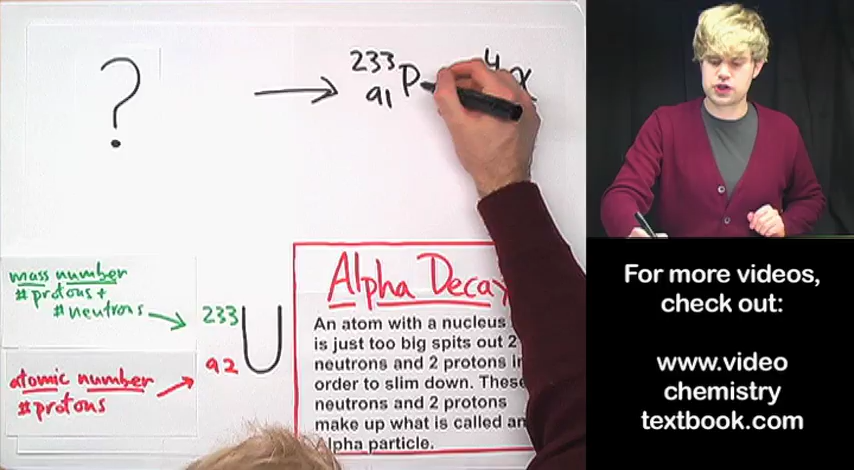 ? → 233 91 P 4 α
mass number
#protons +
#neutrons → 233 U
atomic number → 92
#protons
Alpha Decay
An atom with a nucleus
is just too big spits out 2
neutrons and 2 protons in
order to slim down. These
neutrons and 2 protons
make up what is called an
Alpha particle.
For more videos,
check out:
www.video
chemistry
textbook.com